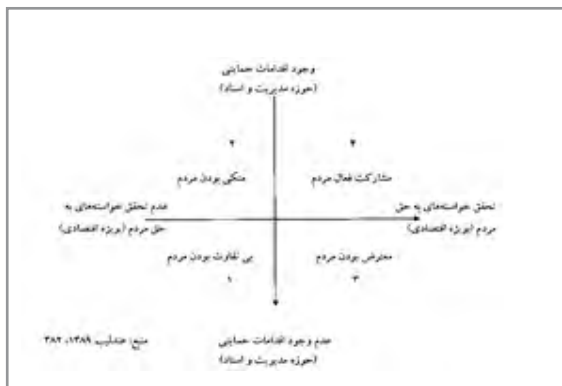 وجود اقدامات حمایتی
(حوزه مدیریت و اسناد)
۴
۲
مشارکت فعال مردم
متکی بودن مردم
تحقق خواسته‌های به حق
مردم (بویژه اقتصادی)
عدم تحقق خواسته‌های به
حق مردم (بویژه اقتصادی)
معترض بودن مردم
بی تفاوت بودن مردم
۳
۱
عدم وجود اقدامات حمایتی
(حوزه مدیریت و اسناد)
منبع: عندلیب، ۱۳۸۹، ۳۸۲